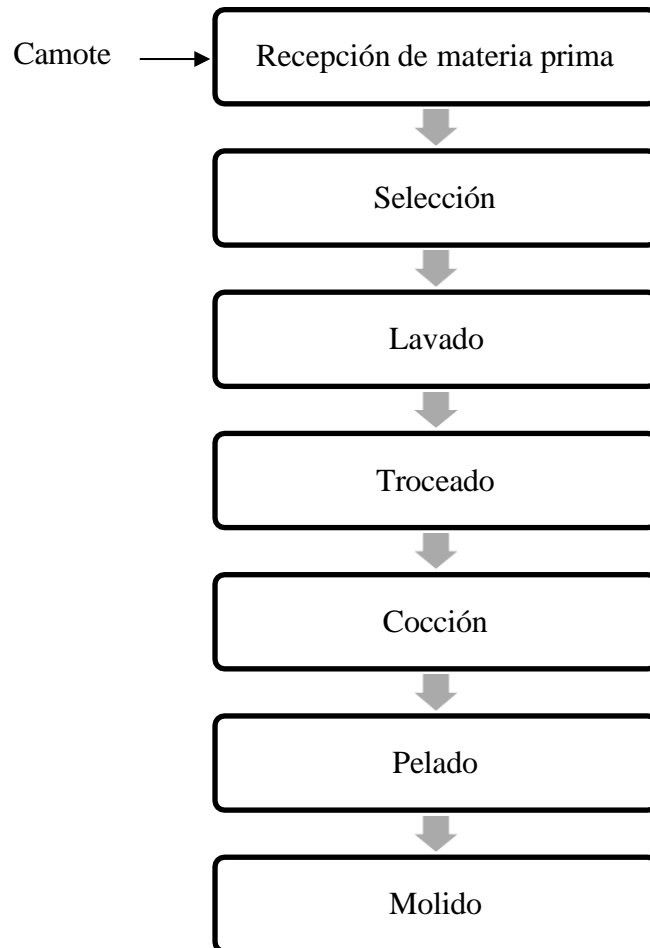 Camote
Recepción de materia prima
Selección
Lavado
Troceado
Cocción
Pelado
Molido